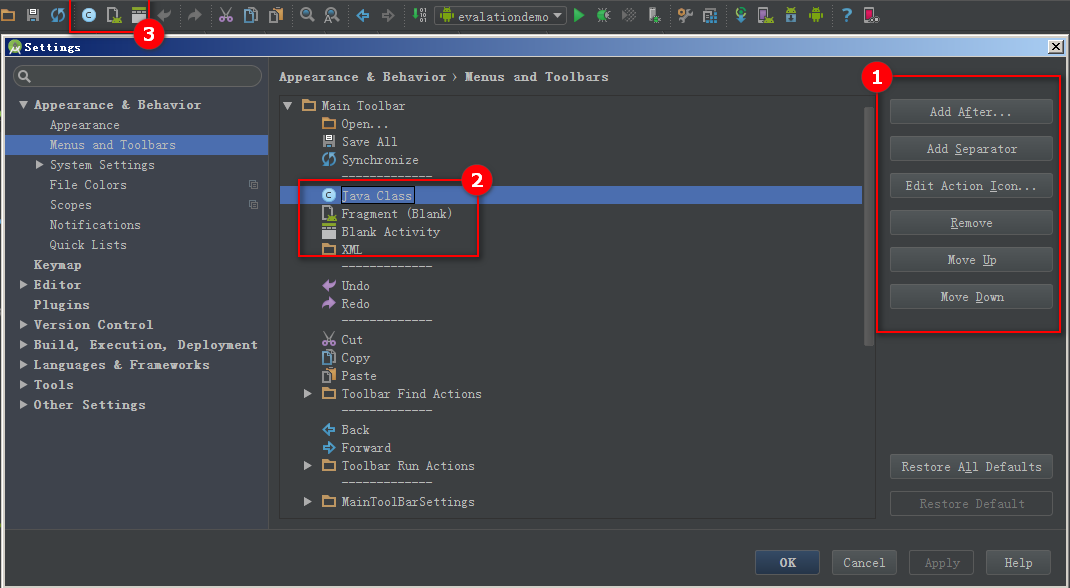 evalationdemo
?
3
Settings
Appearance & Behavior
Appearance
Menus and Toolbars
System Settings
File Colors
Scopes
Notifications
Quick Lists
Keymap
Editor
Plugins
Version Control
Build, Execution, Deployment
Languages & Frameworks
Tools
Other Settings
Appearance & Behavior › Menus and Toolbars
Main Toolbar
Open...
Save All
Synchronize
-------------
2
Java Class
Fragment (Blank)
Blank Activity
XML
-------------
Undo
Redo
-------------
Cut
Copy
Paste
Toolbar Find Actions
-------------
Back
Forward
Toolbar Run Actions
-------------
MainToolBarSettings
1
Add After...
Add Separator
Edit Action Icon...
Remove
Move Up
Move Down
Restore All Defaults
Restore Default
OK
Cancel
Apply
Help